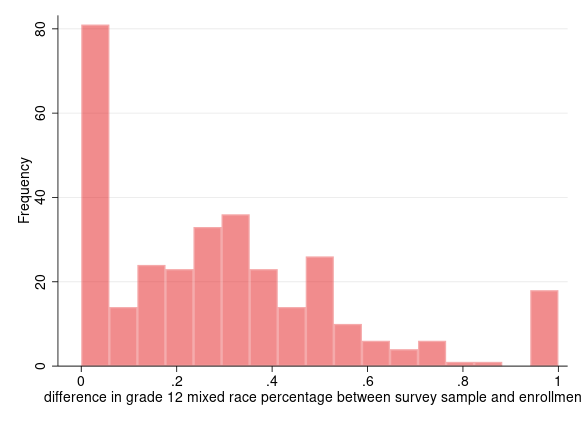 80
60
40
20
0
Frequency
0 .2 .4 .6 .8 1
difference in grade 12 mixed race percentage between survey sample and enrollmen